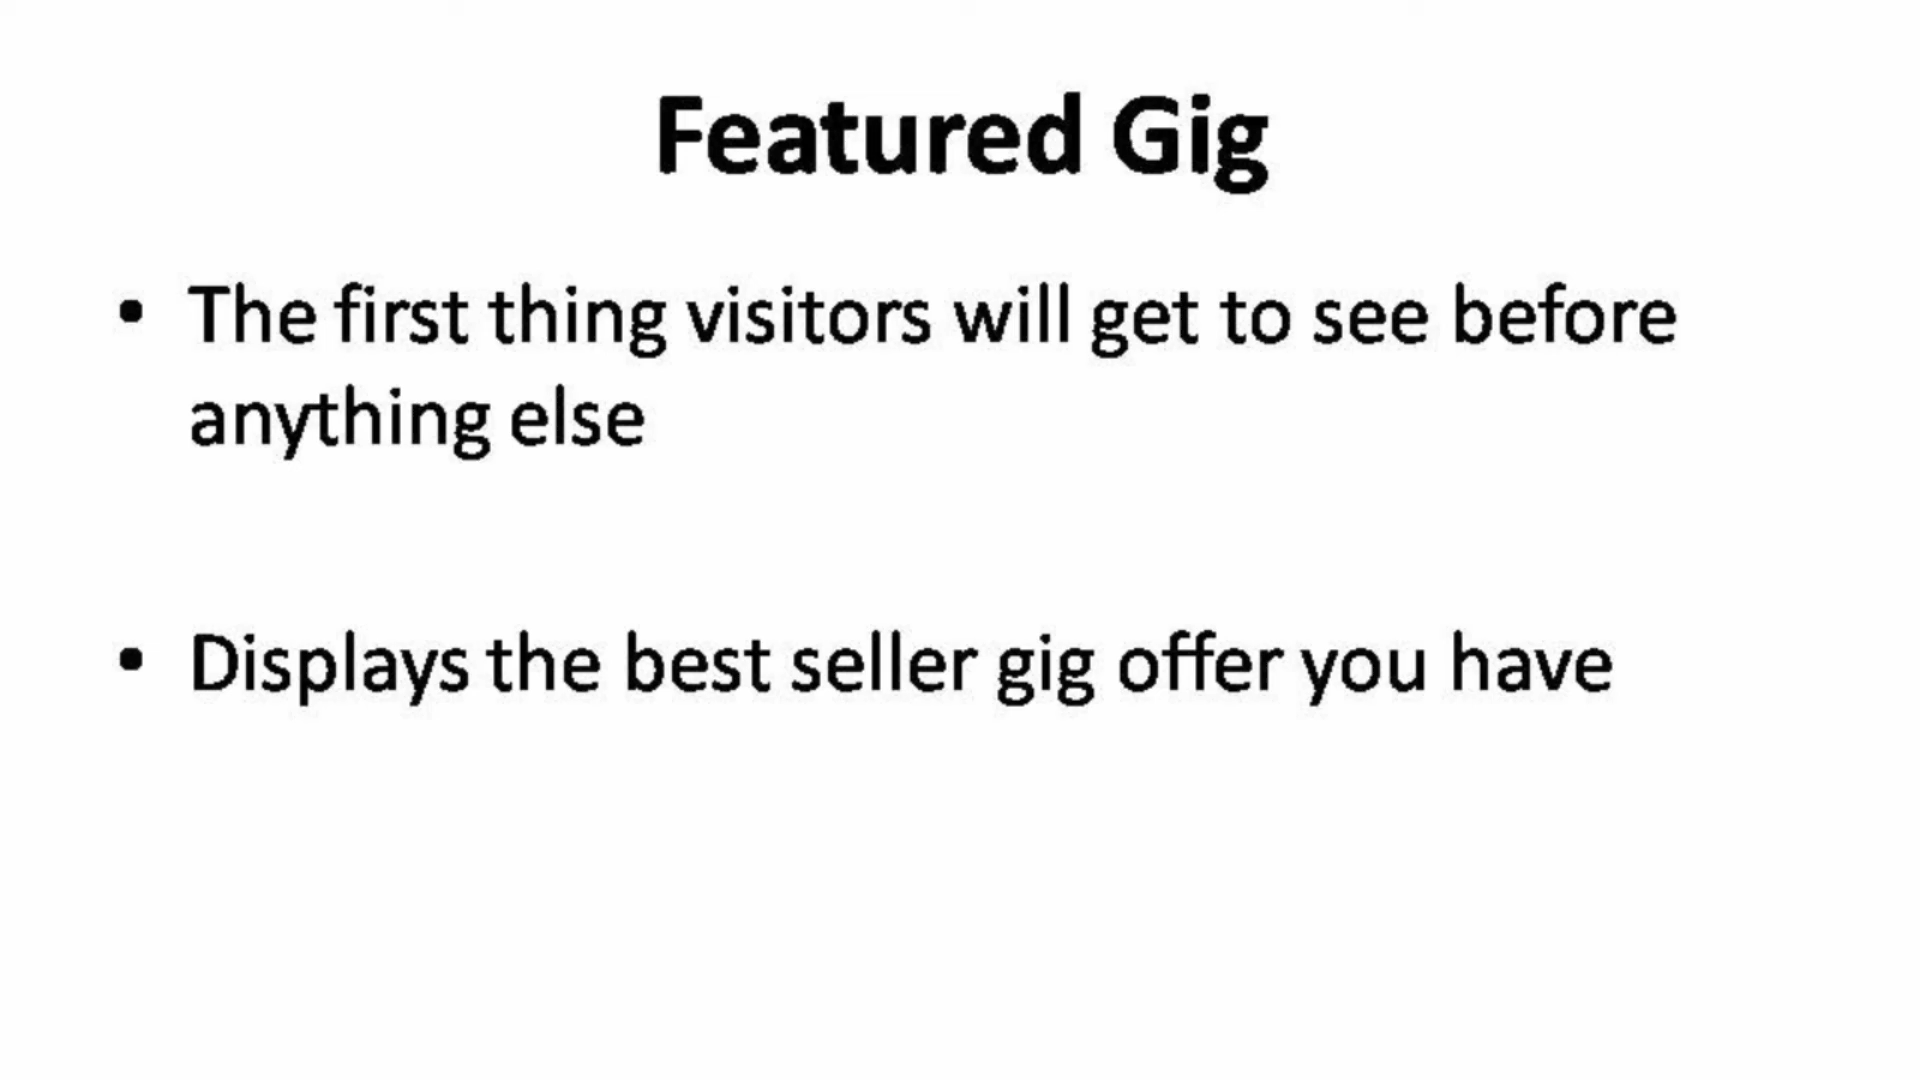 Featured Gig
• The first thing visitors will get to see before
anything else
• Displays the best seller gig offer you have